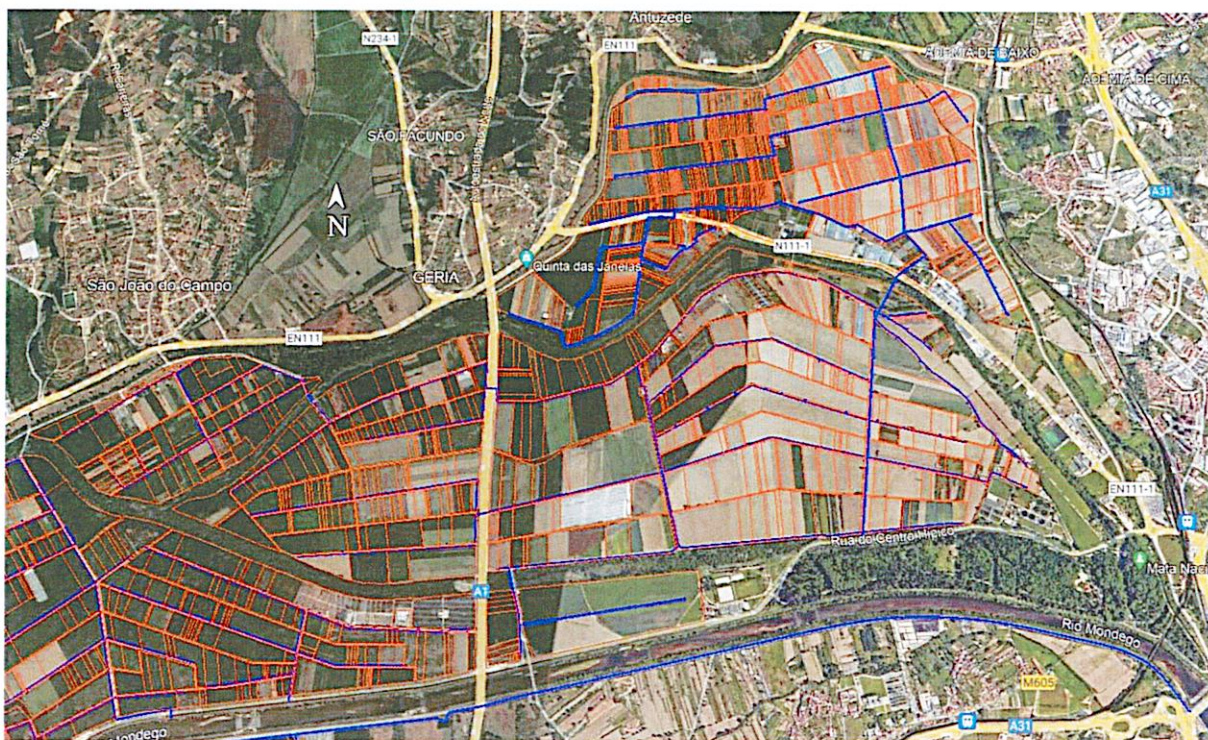 Antuzede
N234-1
EN111
ADEMIA DE BAIXO
ADEMIA DE CIMA
SÃO FACUNDO
A31
N
N111-1
Quinta das Janelas
GERIA
São João do Campo
EN111
EN111-1
Rua do Centro Hípico
Mata Naci
A1
Rio Mondego
M605
Mondego
A31